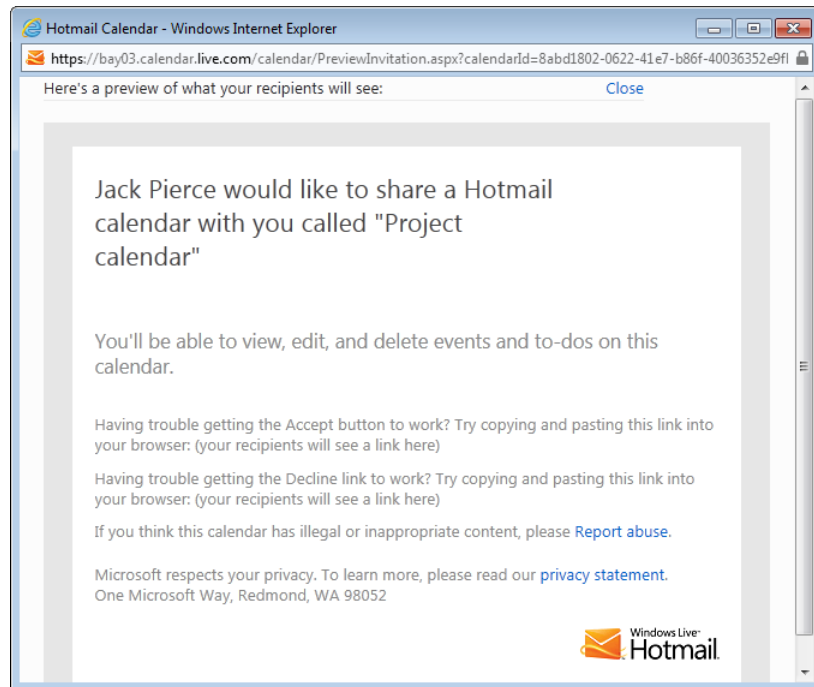 Hotmail Calendar - Windows Internet Explorer
https://bay03.calendar.live.com/calendar/PreviewInvitation.aspx?calendarId=8abd1802-0622-41e7-b86f-40036352e9fl
Here's a preview of what your recipients will see: Close
Jack Pierce would like to share a Hotmail
calendar with you called "Project
calendar"
You'll be able to view, edit, and delete events and to-dos on this
calendar.
Having trouble getting the Accept button to work? Try copying and pasting this link into
your browser: (your recipients will see a link here)
Having trouble getting the Decline link to work? Try copying and pasting this link into
your browser: (your recipients will see a link here)
If you think this calendar has illegal or inappropriate content, please Report abuse.
Microsoft respects your privacy. To learn more, please read our privacy statement.
One Microsoft Way, Redmond, WA 98052
Windows Live™
Hotmail.